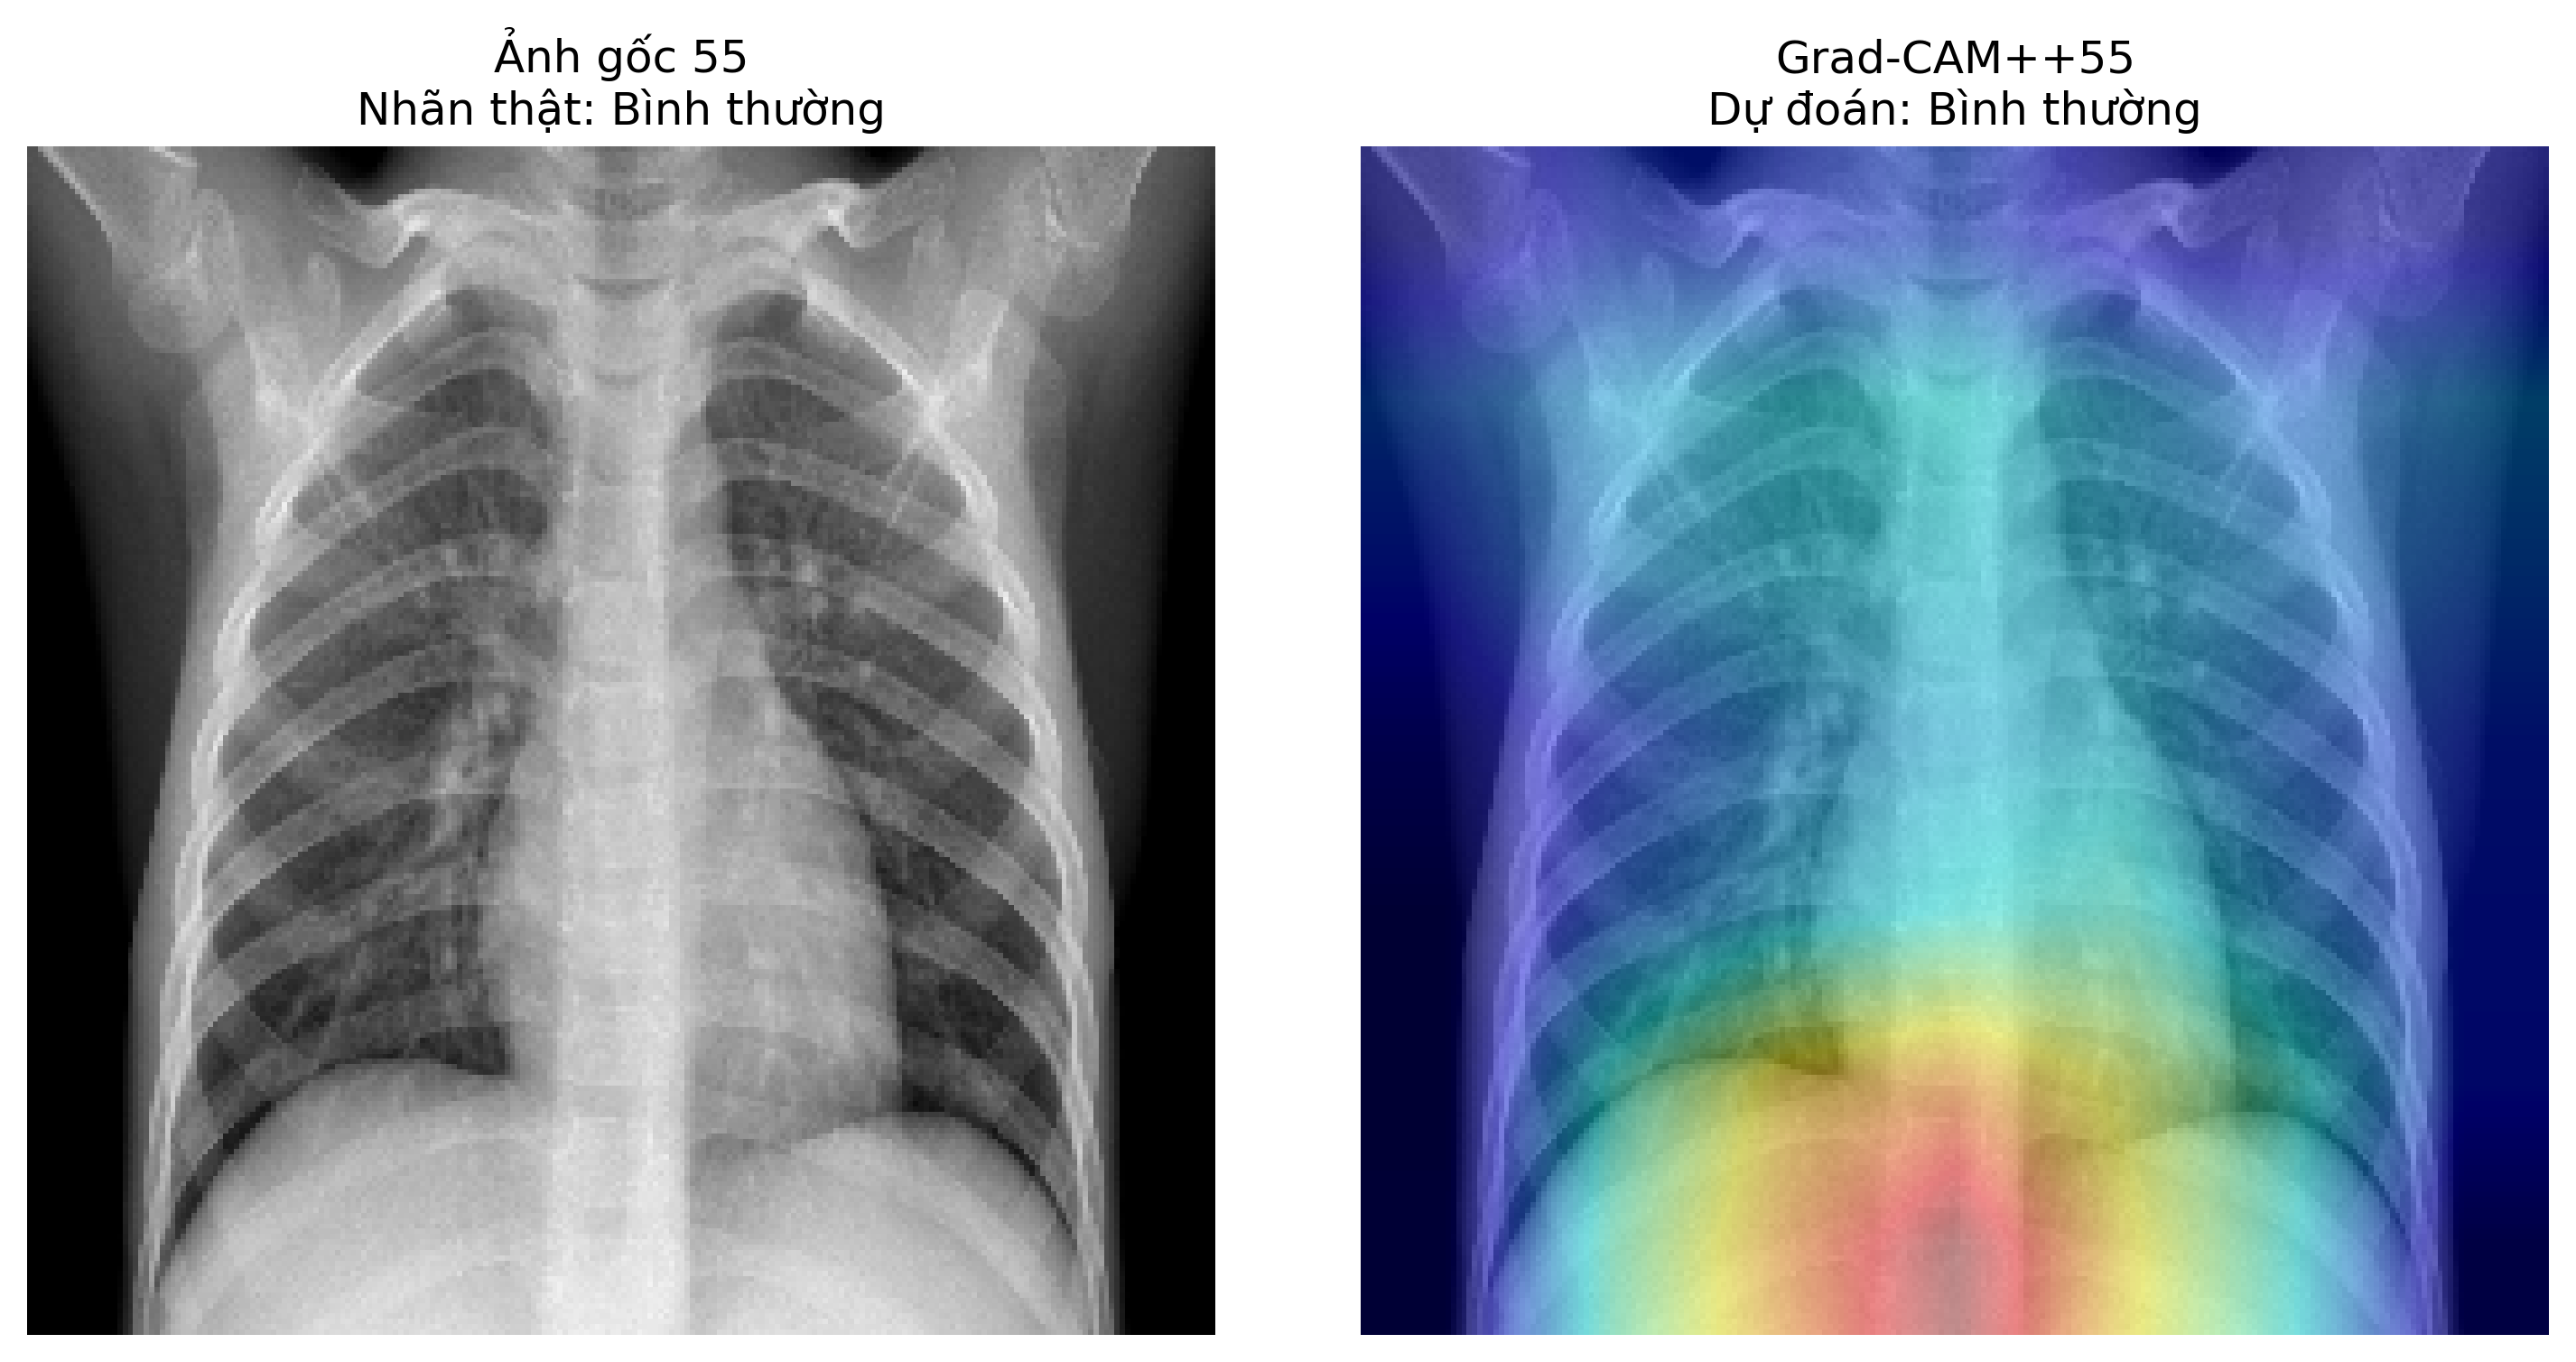 Ảnh gốc 55
Nhãn thật: Bình thường
Grad-CAM++55
Dự đoán: Bình thường